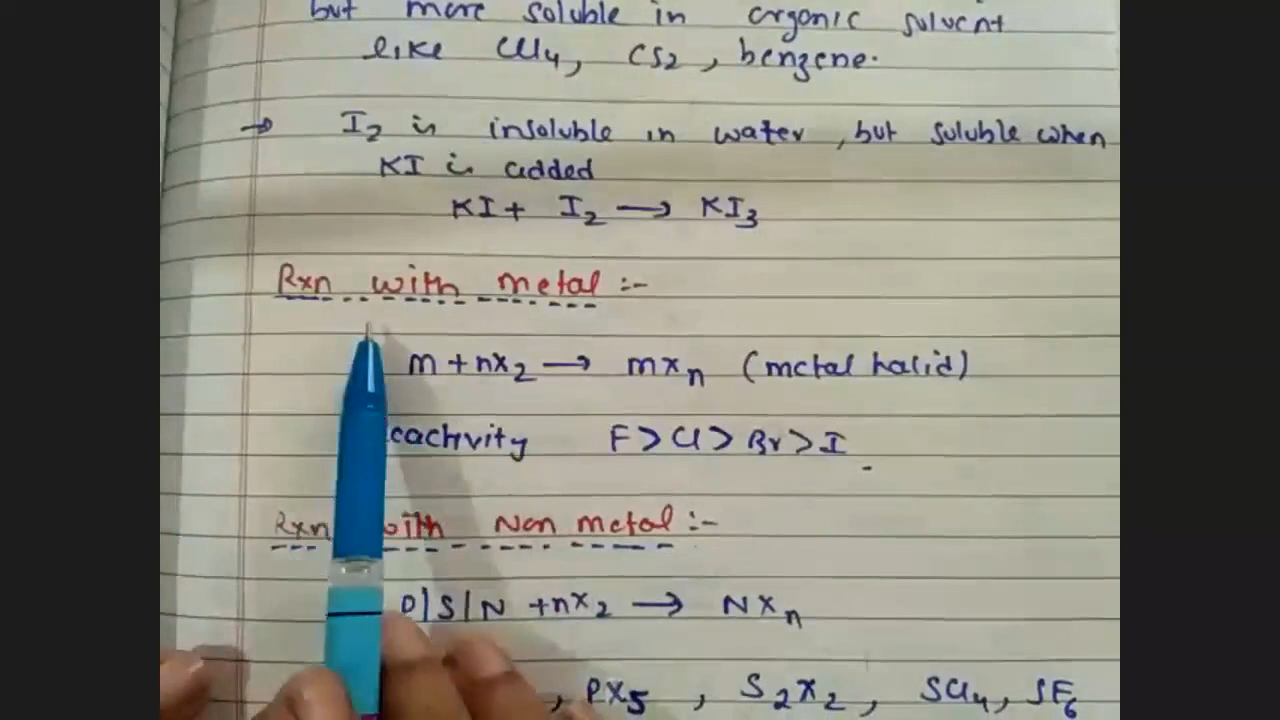 but more soluble in organic solvent
like CCl4, CS2, benzene.
→ I2 is insoluble in water, but soluble when
KI is added
KI + I2 → KI3
Rxn with metal :-
m + nx2 → mxn (metal halid)
eactivity F > Cl > Br > I.
Rxn with Non metal :-
P|S|N + nx2 → Nxn
, PX5, S2X2, SCl4, SF6